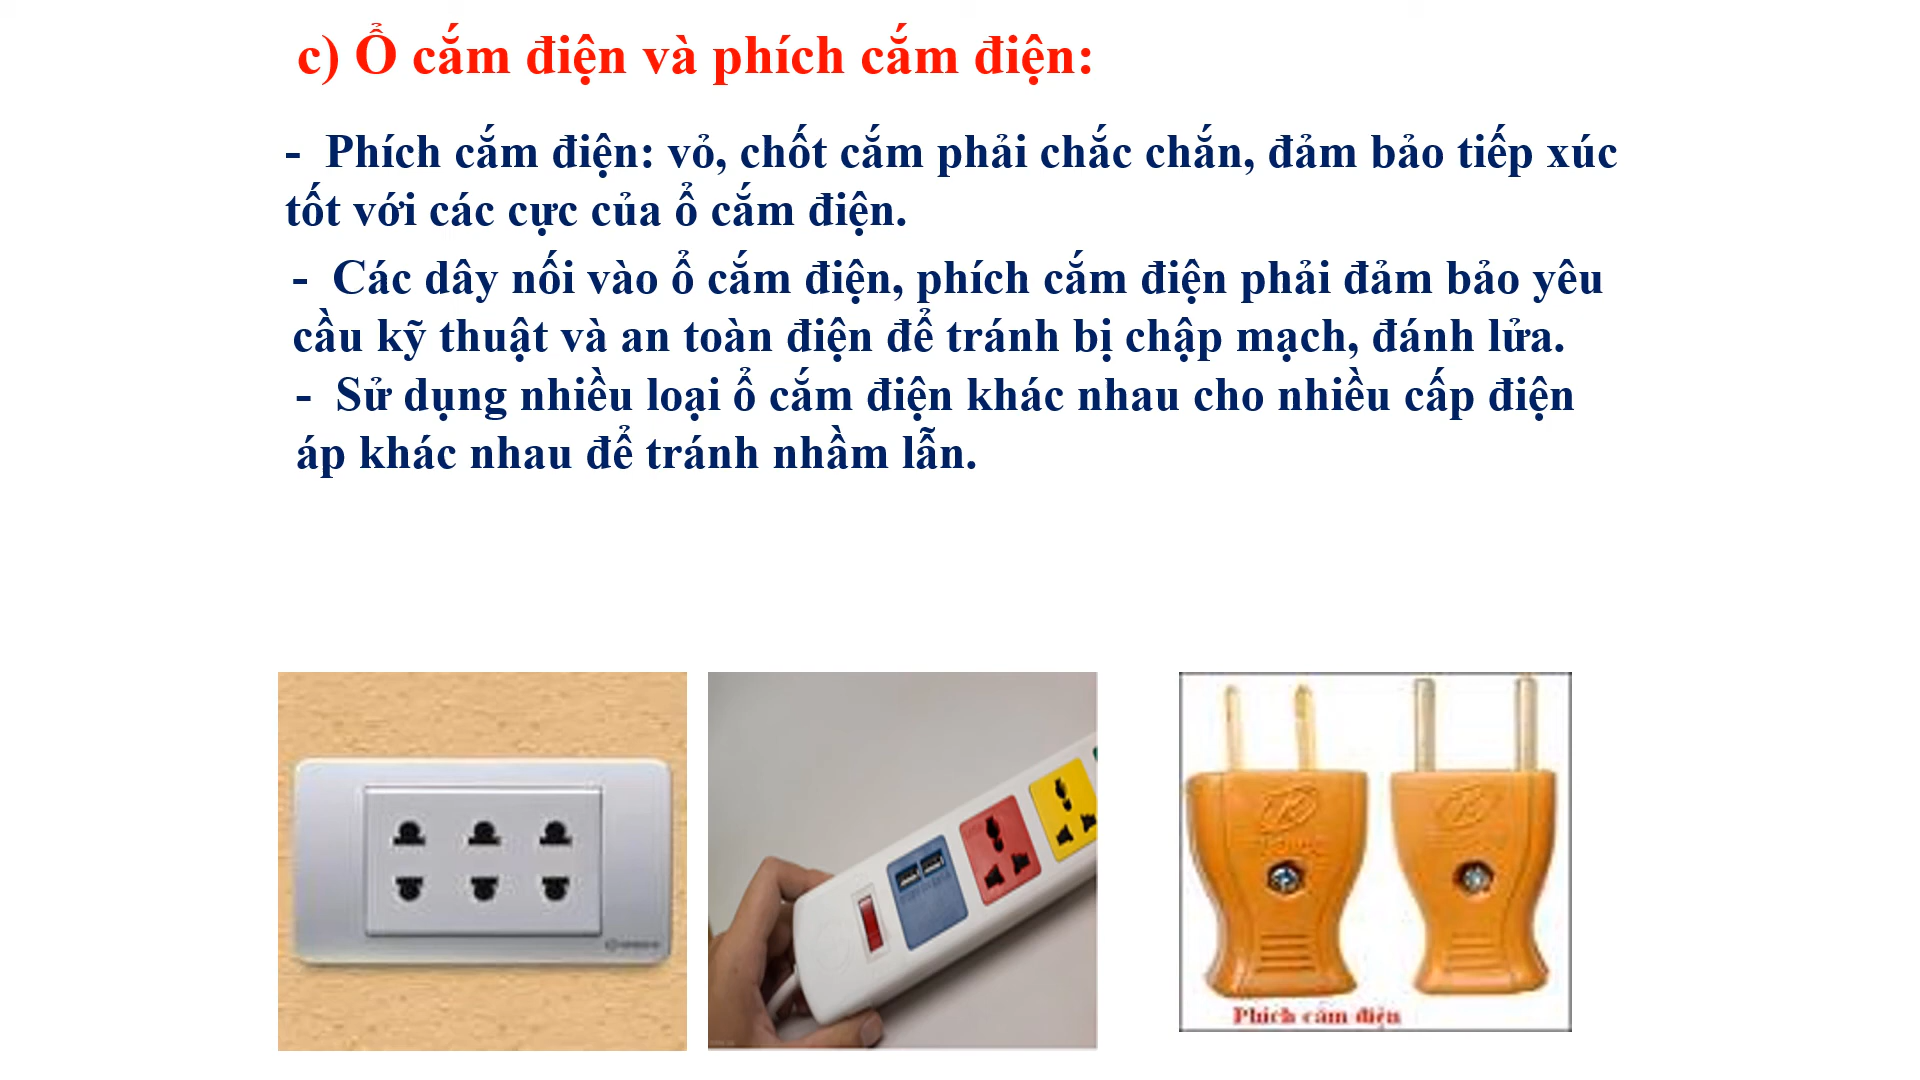 c) Ổ cắm điện và phích cắm điện:
- Phích cắm điện: vỏ, chốt cắm phải chắc chắn, đảm bảo tiếp xúc
tốt với các cực của ổ cắm điện.
- Các dây nối vào ổ cắm điện, phích cắm điện phải đảm bảo yêu
cầu kỹ thuật và an toàn điện để tránh bị chập mạch, đánh lửa.
- Sử dụng nhiều loại ổ cắm điện khác nhau cho nhiều cấp điện
áp khác nhau để tránh nhầm lẫn.
Phích cắm điện